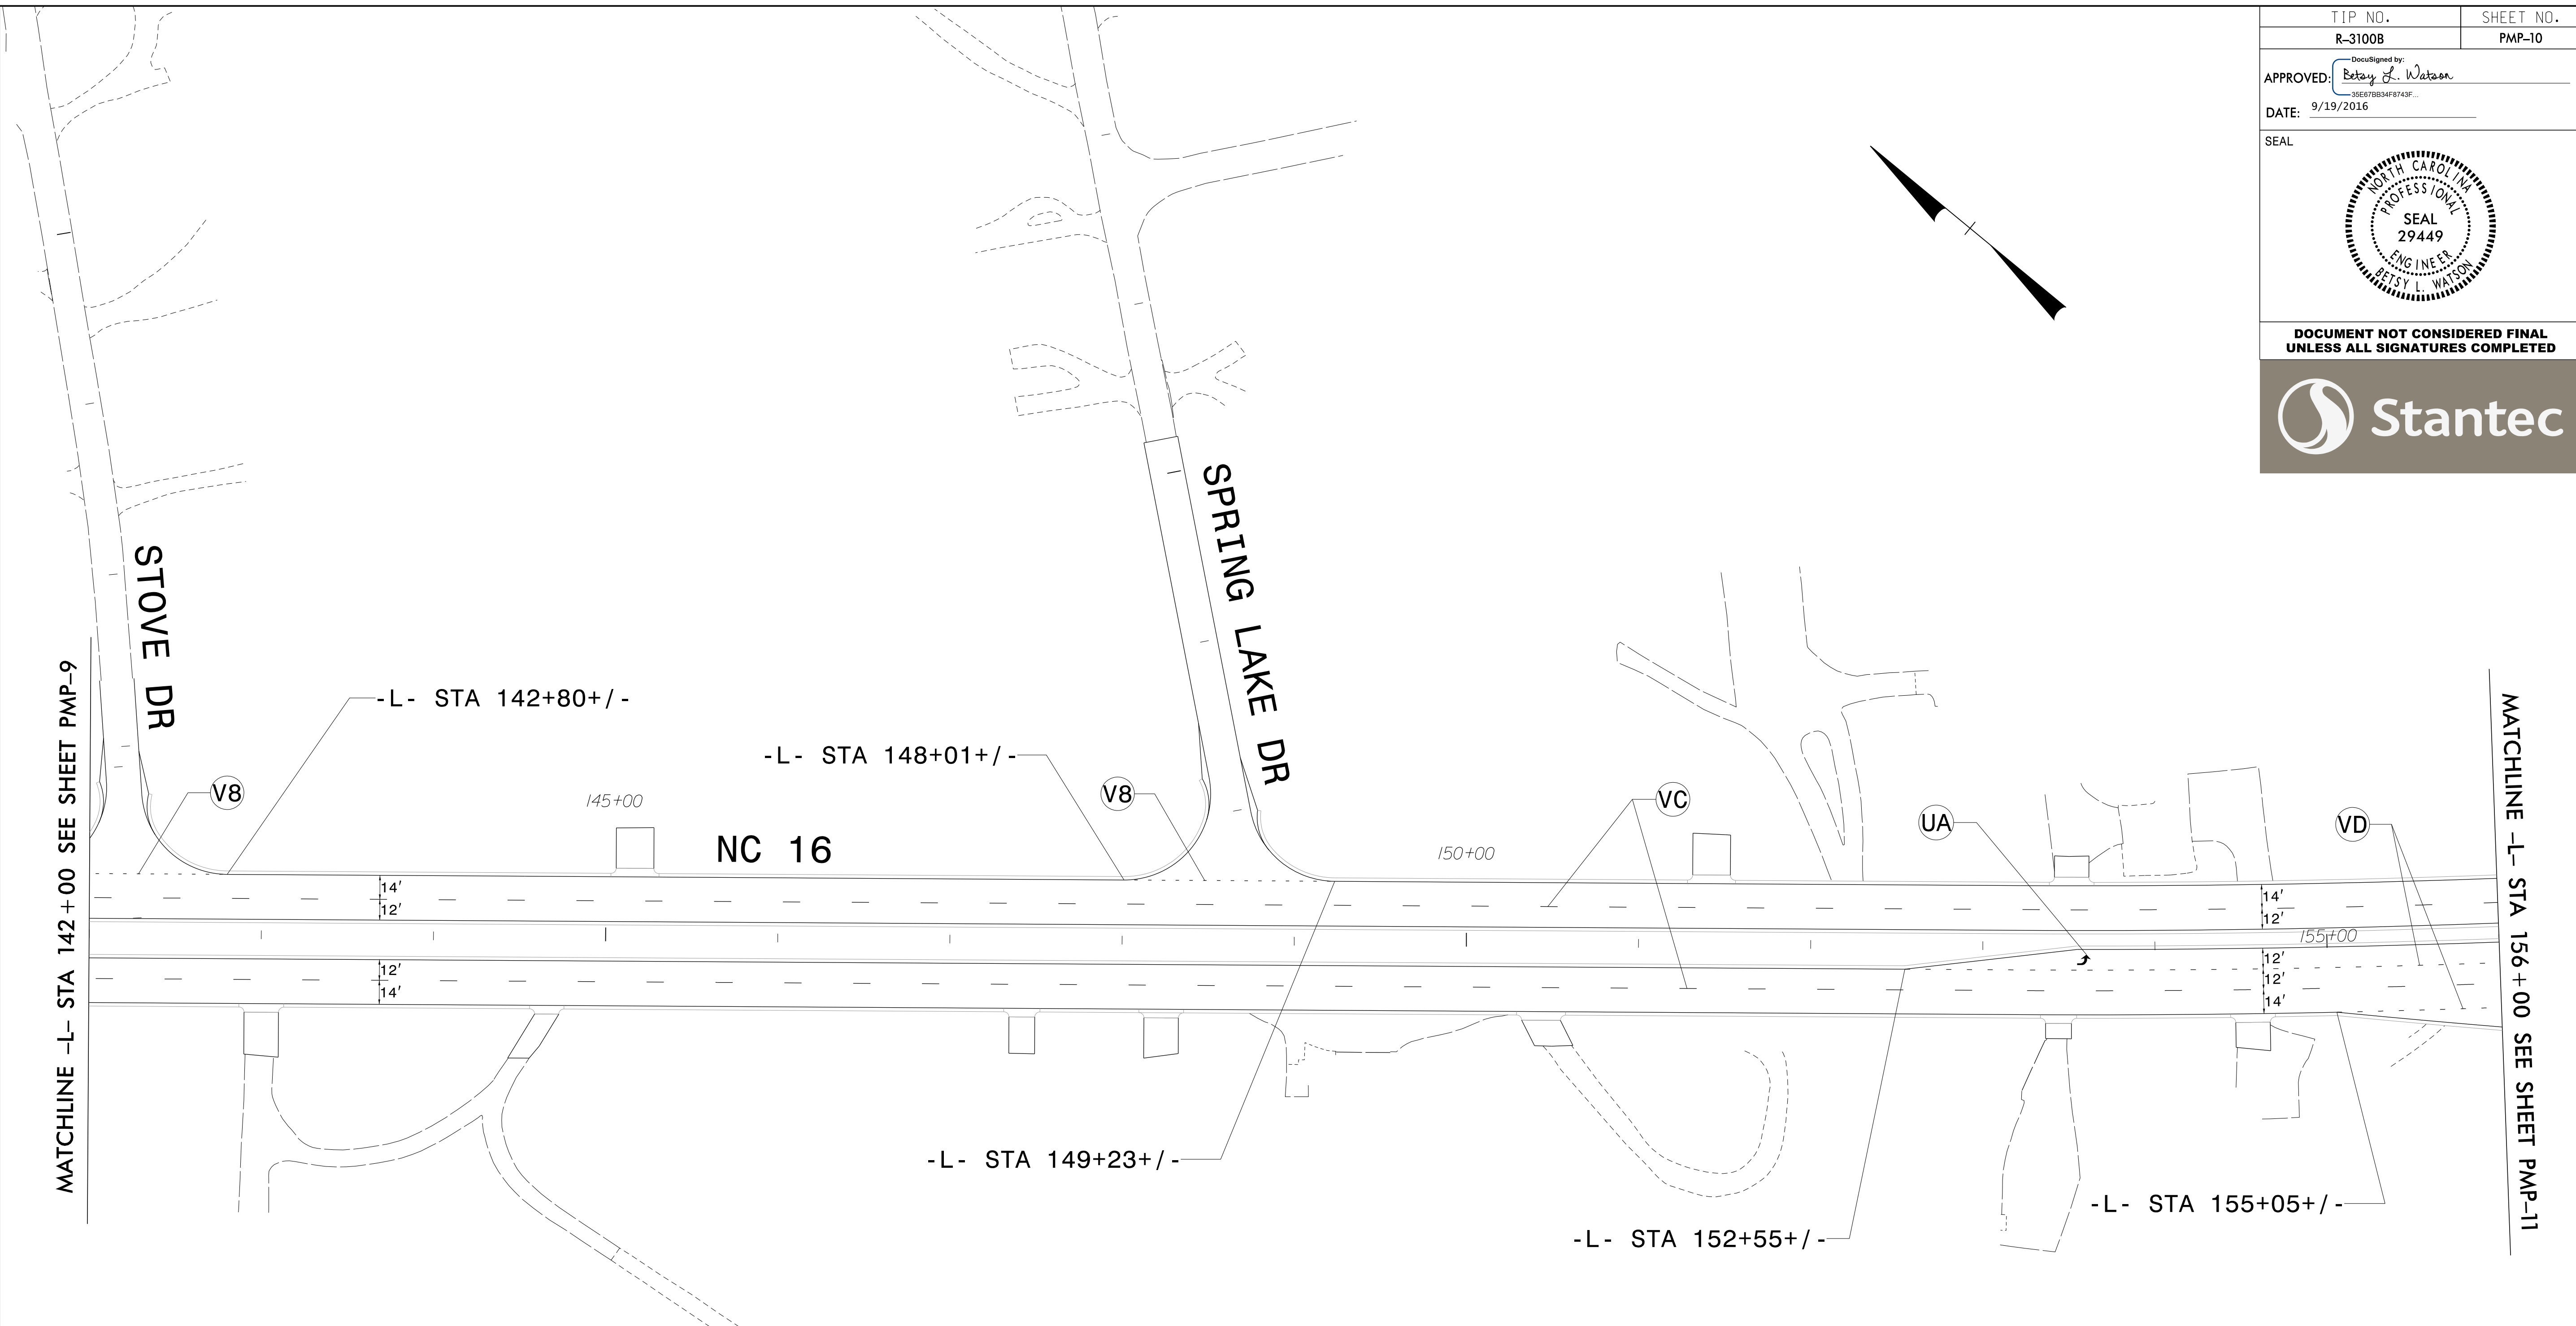 TIP NO.
SHEET NO.
R-3100B
PMP-10
DocuSigned by:
APPROVED: Betsy L. Watson
35E67BB34F8743F...
9/19/2016
DATE:
SEAL
NORTH CAROLINA
PROFESSIONAL
SEAL
29449
ENGINEER
BETSY L. WATSON
DOCUMENT NOT CONSIDERED FINAL
UNLESS ALL SIGNATURES COMPLETED
Stantec
STOVE DR
SPRING LAKE DR
MATCHLINE -L- STA 142+00 SEE SHEET PMP-9
MATCHLINE -L- STA 156+00 SEE SHEET PMP-11
-L- STA 142+80+/-
-L- STA 148+01+/-
V8
145+00
V8
VC
UA
VD
NC 16
150+00
14'
12'
14'
12'
155+00
12'
14'
12'
12'
14'
-L- STA 149+23+/-
-L- STA 155+05+/-
-L- STA 152+55+/-